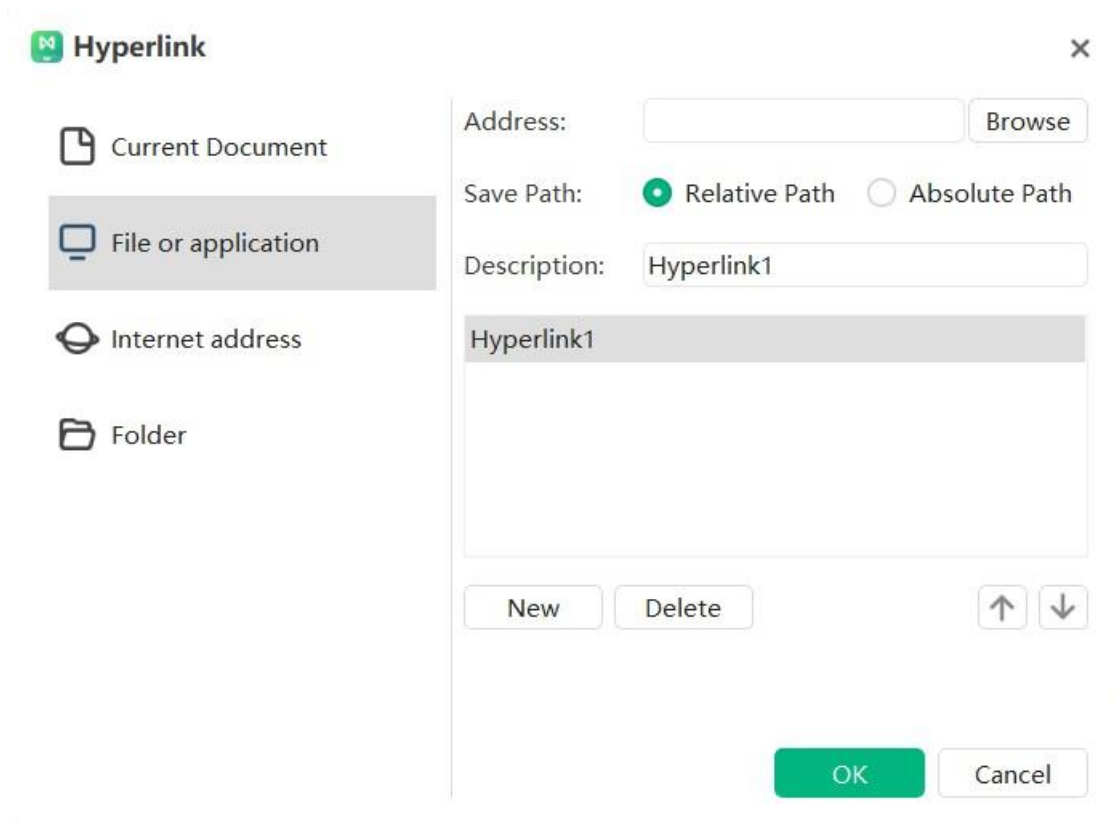 Hyperlink
Current Document
File or application
Internet address
Folder
Address:
Browse
Save Path:
Relative Path
Absolute Path
Description:
Hyperlink1
Hyperlink1
New
Delete
OK
Cancel